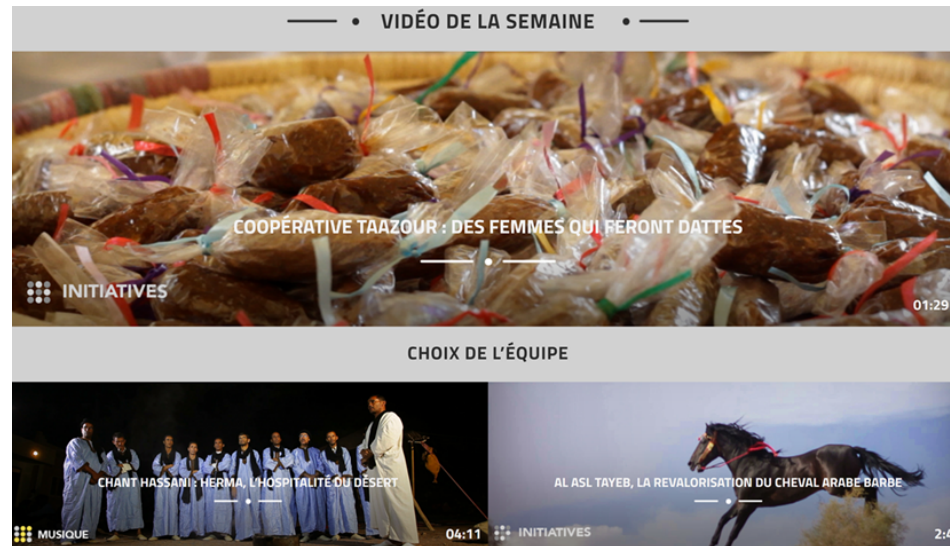 VIDÉO DE LA SEMAINE
COOPÉRATIVE TAAZOUR : DES FEMMES QUI FERONT DATTES
INITIATIVES
01:29
CHOIX DE L'ÉQUIPE
CHANT HASSANI : HERMA, L'HOSPITALITÉ DU DÉSERT
MUSIQUE
04:11
AL ASL TAYEB, LA REVALORISATION DU CHEVAL ARABE BARBE
INITIATIVES